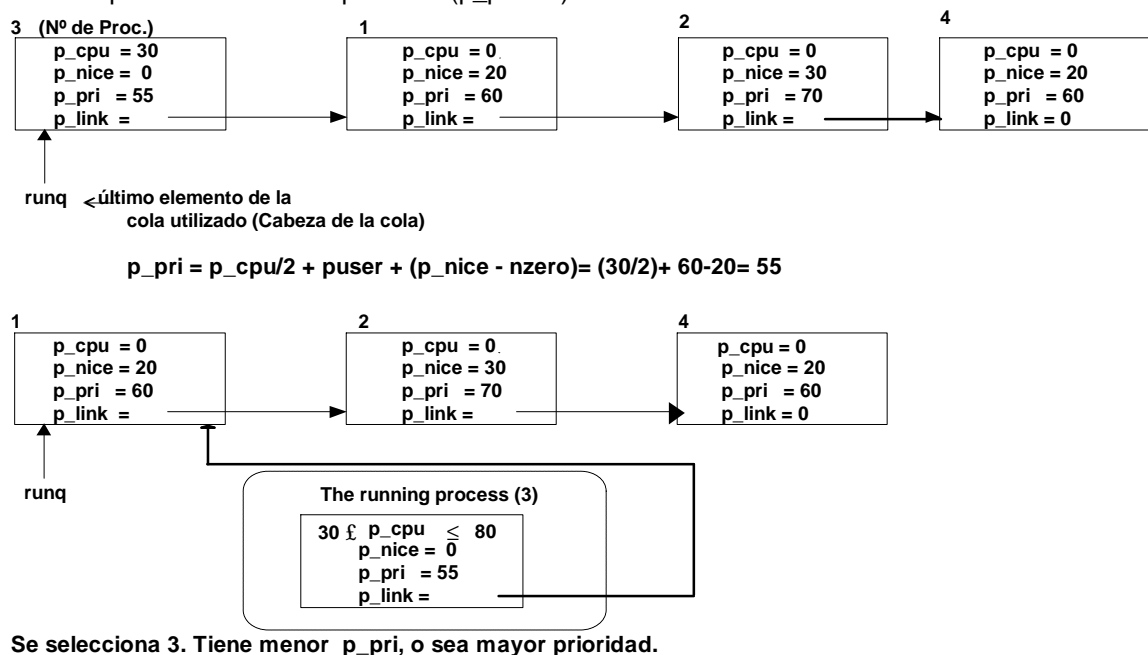 3 (Nº de Proc.)
p_cpu = 30
p_nice = 0
p_pri = 55
p_link =
1
p_cpu = 0
p_nice = 20
p_pri = 60
p_link =
2
p_cpu = 0
p_nice = 30
p_pri = 70
p_link =
4
p_cpu = 0
p_nice = 20
p_pri = 60
p_link = 0
runq
último elemento de la
cola utilizado (Cabeza de la cola)
p_pri = p_cpu/2 + puser + (p_nice - nzero)= (30/2)+ 60-20= 55
1
p_cpu = 0
p_nice = 20
p_pri = 60
p_link =
2
p_cpu = 0
p_nice = 30
p_pri = 70
p_link =
4
p_cpu = 0
p_nice = 20
p_pri = 60
p_link = 0
runq
The running process (3)
30 £ p_cpu ≤ 80
p_nice = 0
p_pri = 55
p_link =
Se selecciona 3. Tiene menor p_pri, o sea mayor prioridad.